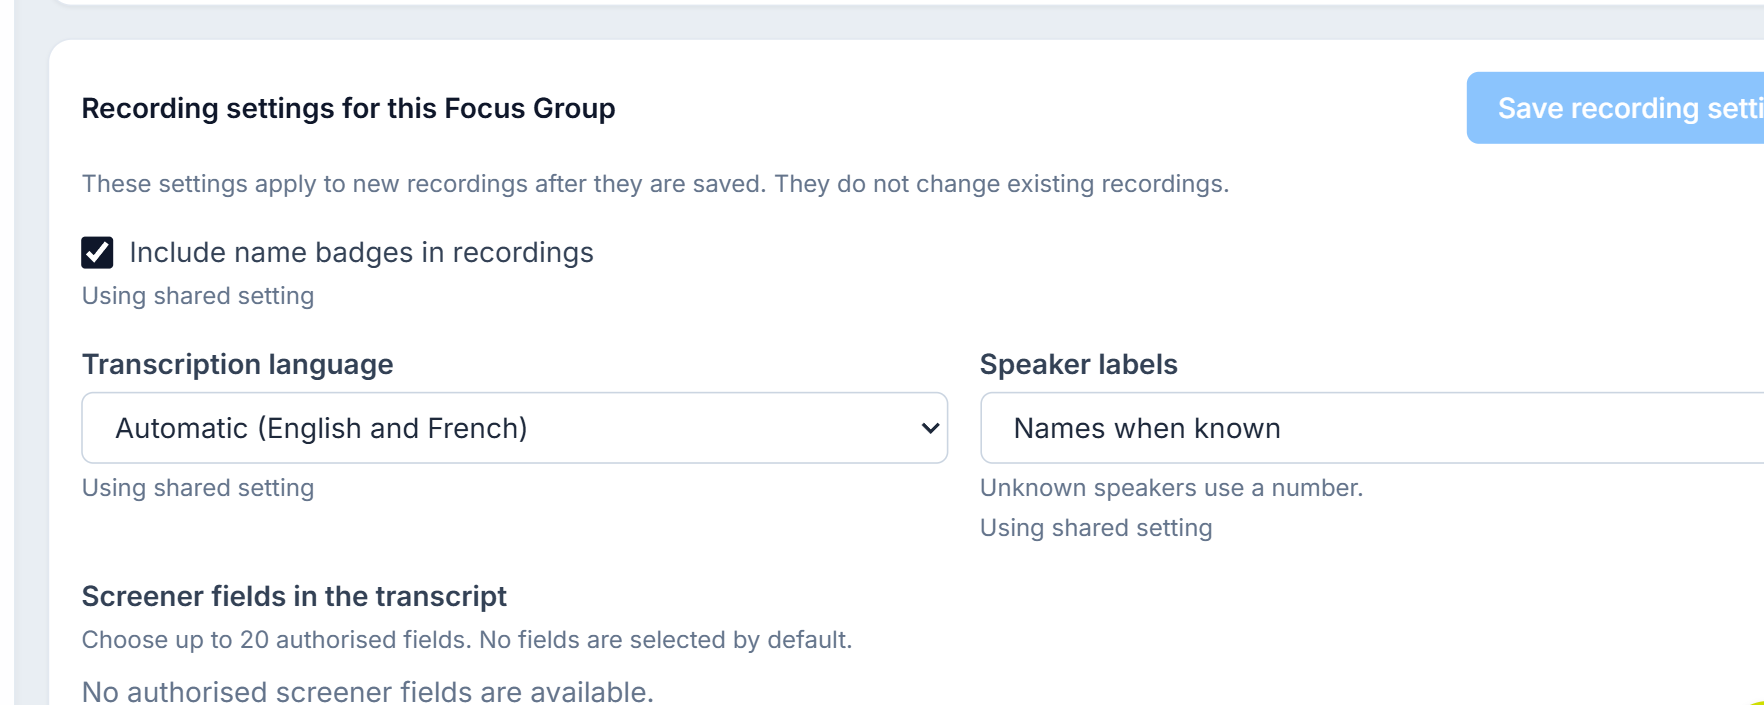 Recording settings for this Focus Group
Save recording setti
These settings apply to new recordings after they are saved. They do not change existing recordings.
Include name badges in recordings
Using shared setting
Transcription language
Speaker labels
Automatic (English and French)
Names when known
Using shared setting
Unknown speakers use a number.
Using shared setting
Screener fields in the transcript
Choose up to 20 authorised fields. No fields are selected by default.
No authorised screener fields are available.